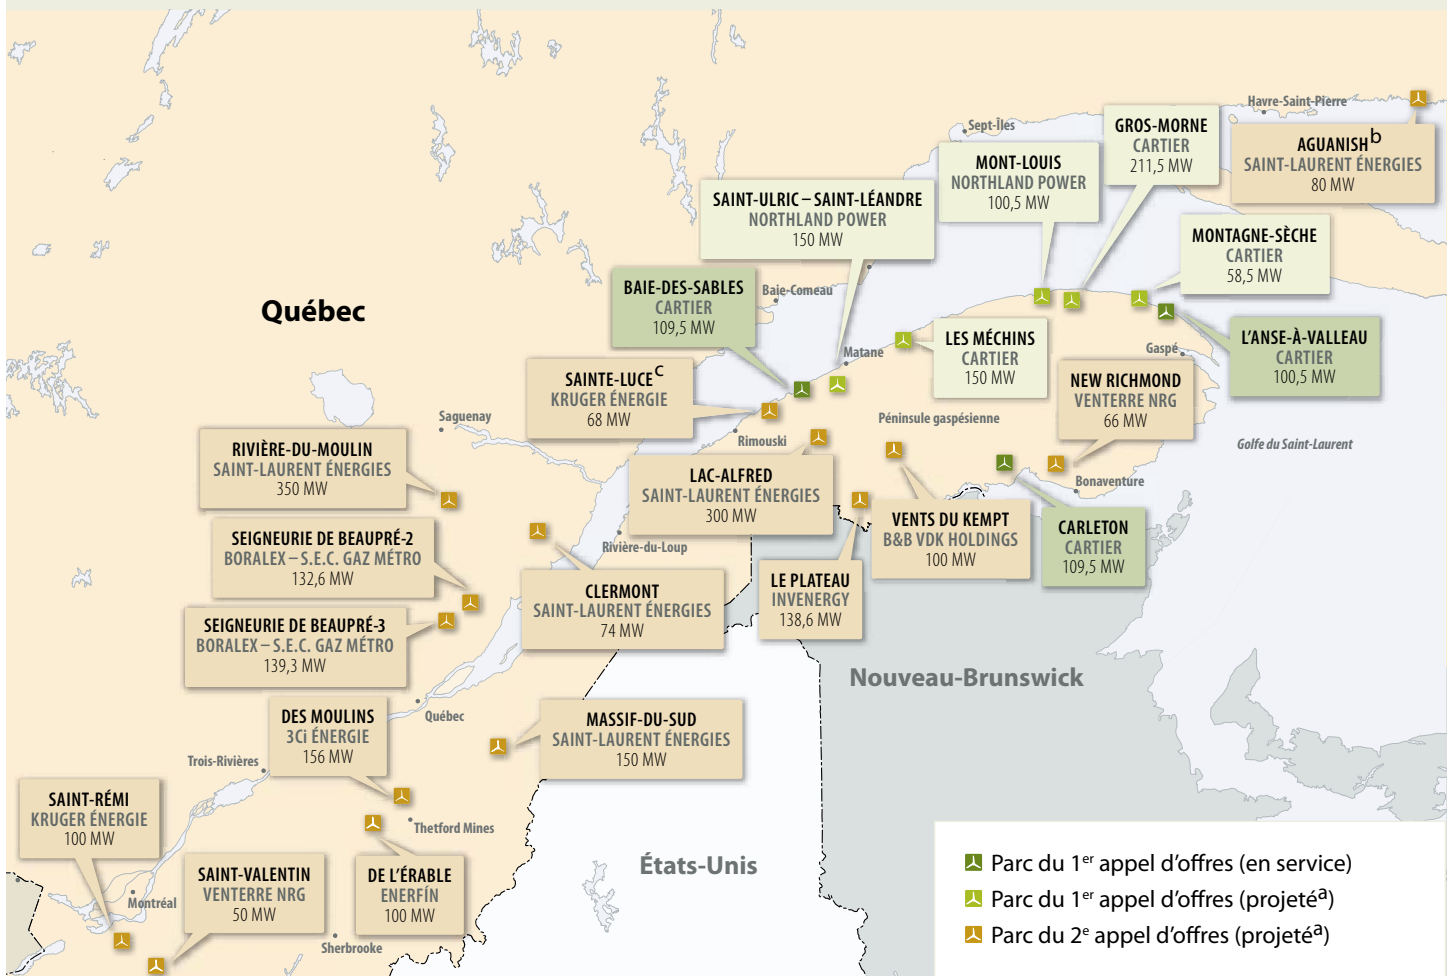 Havre-Saint-Pierre
Sept-Îles
GROS-MORNE
CARTIER
211,5 MW
AGUANISHb
SAINT-LAURENT ÉNERGIES
80 MW
MONT-LOUIS
NORTHLAND POWER
100,5 MW
SAINT-ULRIC – SAINT-LÉANDRE
NORTHLAND POWER
150 MW
MONTAGNE-SÈCHE
CARTIER
58,5 MW
BAIE-DES-SABLES
CARTIER
109,5 MW
Baie-Comeau
Québec
Matane
LES MÉCHINS
CARTIER
150 MW
Gaspé
L'ANSE-À-VALLEAU
CARTIER
100,5 MW
SAINTE-LUCEc
KRUGER ÉNERGIE
68 MW
NEW RICHMOND
VENTERRE NRG
66 MW
Saguenay
Rimouski
Péninsule gaspésienne
Golfe du Saint-Laurent
RIVIÈRE-DU-MOULIN
SAINT-LAURENT ÉNERGIES
350 MW
LAC-ALFRED
SAINT-LAURENT ÉNERGIES
300 MW
Bonaventure
VENTS DU KEMPT
B&B VDK HOLDINGS
100 MW
CARLETON
CARTIER
109,5 MW
SEIGNEURIE DE BEAUPRÉ-2
BORALEX – S.E.C. GAZ MÉTRO
132,6 MW
Rivière-du-Loup
CLERMONT
SAINT-LAURENT ÉNERGIES
74 MW
LE PLATEAU
INVENERGY
138,6 MW
SEIGNEURIE DE BEAUPRÉ-3
BORALEX – S.E.C. GAZ MÉTRO
139,3 MW
Nouveau-Brunswick
DES MOULINS
3Ci ÉNERGIE
156 MW
Québec
MASSIF-DU-SUD
SAINT-LAURENT ÉNERGIES
150 MW
Trois-Rivières
SAINT-RÉMI
KRUGER ÉNERGIE
100 MW
Thetford Mines
États-Unis
SAINT-VALENTIN
VENTERRE NRG
50 MW
DE L'ÉRABLE
ENERFÍN
100 MW
Montréal
Sherbrooke
Parc du 1er appel d'offres (en service)
Parc du 1er appel d'offres (projetéa)
Parc du 2e appel d'offres (projetéa)